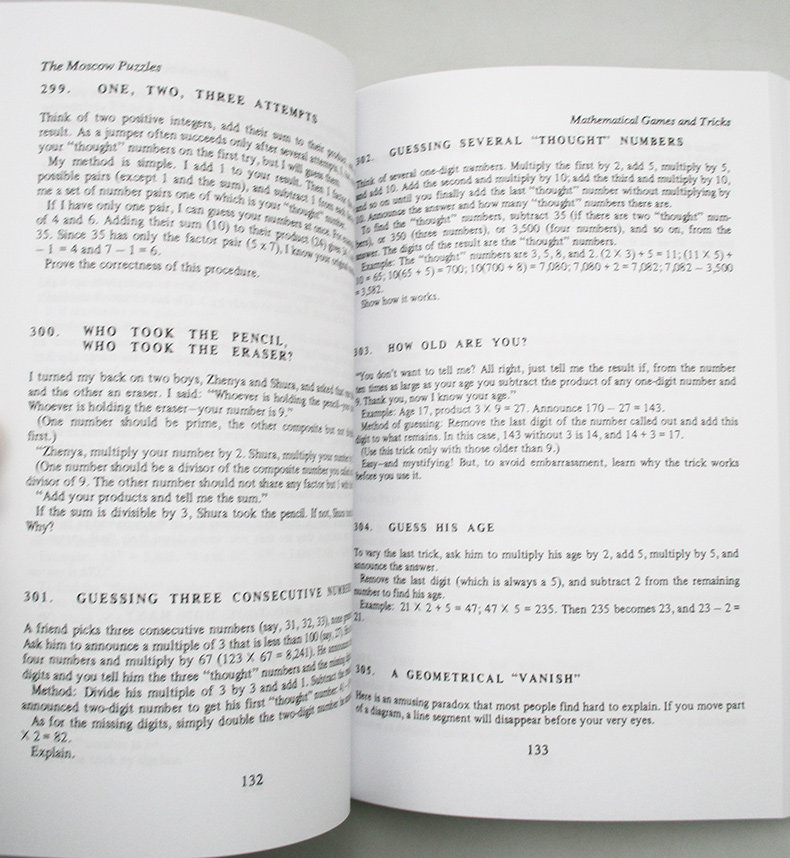 The Moscow Puzzles
299. ONE, TWO, THREE ATTEMPTS
Think of two positive integers, add their sum to their product
result. As a jumper often succeeds only after several attempts,
your "thought" numbers on the first try, but I will guess them.
My method is simple. I add 1 to your result. Then I
possible pairs (except 1 and the sum), and subtract 1 from each
me a set of number pairs one of which is your "thought"
If I have only one pair, I can guess your numbers at once. For
of 4 and 6. Adding their sum (10) to their product (24) gives
35. Since 35 has only the factor pair (5 x 7), I know your original
– 1 = 4 and 7 – 1 = 6.
Prove the correctness of this procedure.
300. WHO TOOK THE PENCIL,
WHO TOOK THE ERASER?
I turned my back on two boys, Zhenya and Shura, and asked that
and the other an eraser. I said: "Whoever is holding the pencil—
Whoever is holding the eraser—your number is 9."
(One number should be prime, the other composite but not
first.)
"Zhenya, multiply your number by 2. Shura, multiply your
(One number should be a divisor of the composite number you
divisor of 9. The other number should not share any factor but 1 with
"Add your products and tell me the sum."
If the sum is divisible by 3, Shura took the pencil. If not, Shura
Why?
301. GUESSING THREE CONSECUTIVE
A friend picks three consecutive numbers (say, 31, 32, 33),
Ask him to announce a multiple of 3 that is less than 100 (say, 27).
four numbers and multiply by 67 (123 X 67 = 8,241). He
digits and you tell him the three "thought" numbers and the missing
Method: Divide his multiple of 3 by 3 and add 1. Subtract
announced two-digit number to get his first "thought" number:
As for the missing digits, simply double the two-digit number
X 2 = 82.
Explain.
132
Mathematical Games and Tricks
302. GUESSING SEVERAL "THOUGHT" NUMBERS
Think of several one-digit numbers. Multiply the first by 2, add 5, multiply by 5,
and add 10. Add the second and multiply by 10; add the third and multiply by 10,
and so on until you finally add the last "thought" number without multiplying by
10. Announce the answer and how many "thought" numbers there are.
To find the "thought" numbers, subtract 35 (if there are two "thought" num-
bers), or 350 (three numbers), or 3,500 (four numbers), and so on, from the
answer. The digits of the result are the "thought" numbers.
Example: The "thought" numbers are 3, 5, 8, and 2. (2 X 3) + 5 = 11; (11 X 5) +
10 = 65; 10(65 + 5) = 700; 10(700 + 8) = 7,080; 7,080 + 2 = 7,082; 7,082 – 3,500
= 3,582.
Show how it works.
303. HOW OLD ARE YOU?
"You don't want to tell me? All right, just tell me the result if, from the number
ten times as large as your age you subtract the product of any one-digit number and
9. Thank you, now I know your age."
Example: Age 17, product 3 X 9 = 27. Announce 170 – 27 = 143.
Method of guessing: Remove the last digit of the number called out and add this
digit to what remains. In this case, 143 without 3 is 14, and 14 + 3 = 17.
(Use this trick only with those older than 9.)
Easy—and mystifying! But, to avoid embarrassment, learn why the trick works
before you use it.
304. GUESS HIS AGE
To vary the last trick, ask him to multiply his age by 2, add 5, multiply by 5, and
announce the answer.
Remove the last digit (which is always a 5), and subtract 2 from the remaining
number to find his age.
Example: 21 X 2 + 5 = 47; 47 X 5 = 235. Then 235 becomes 23, and 23 – 2 =
21.
305. A GEOMETRICAL "VANISH"
Here is an amusing paradox that most people find hard to explain. If you move part
of a diagram, a line segment will disappear before your very eyes.
133